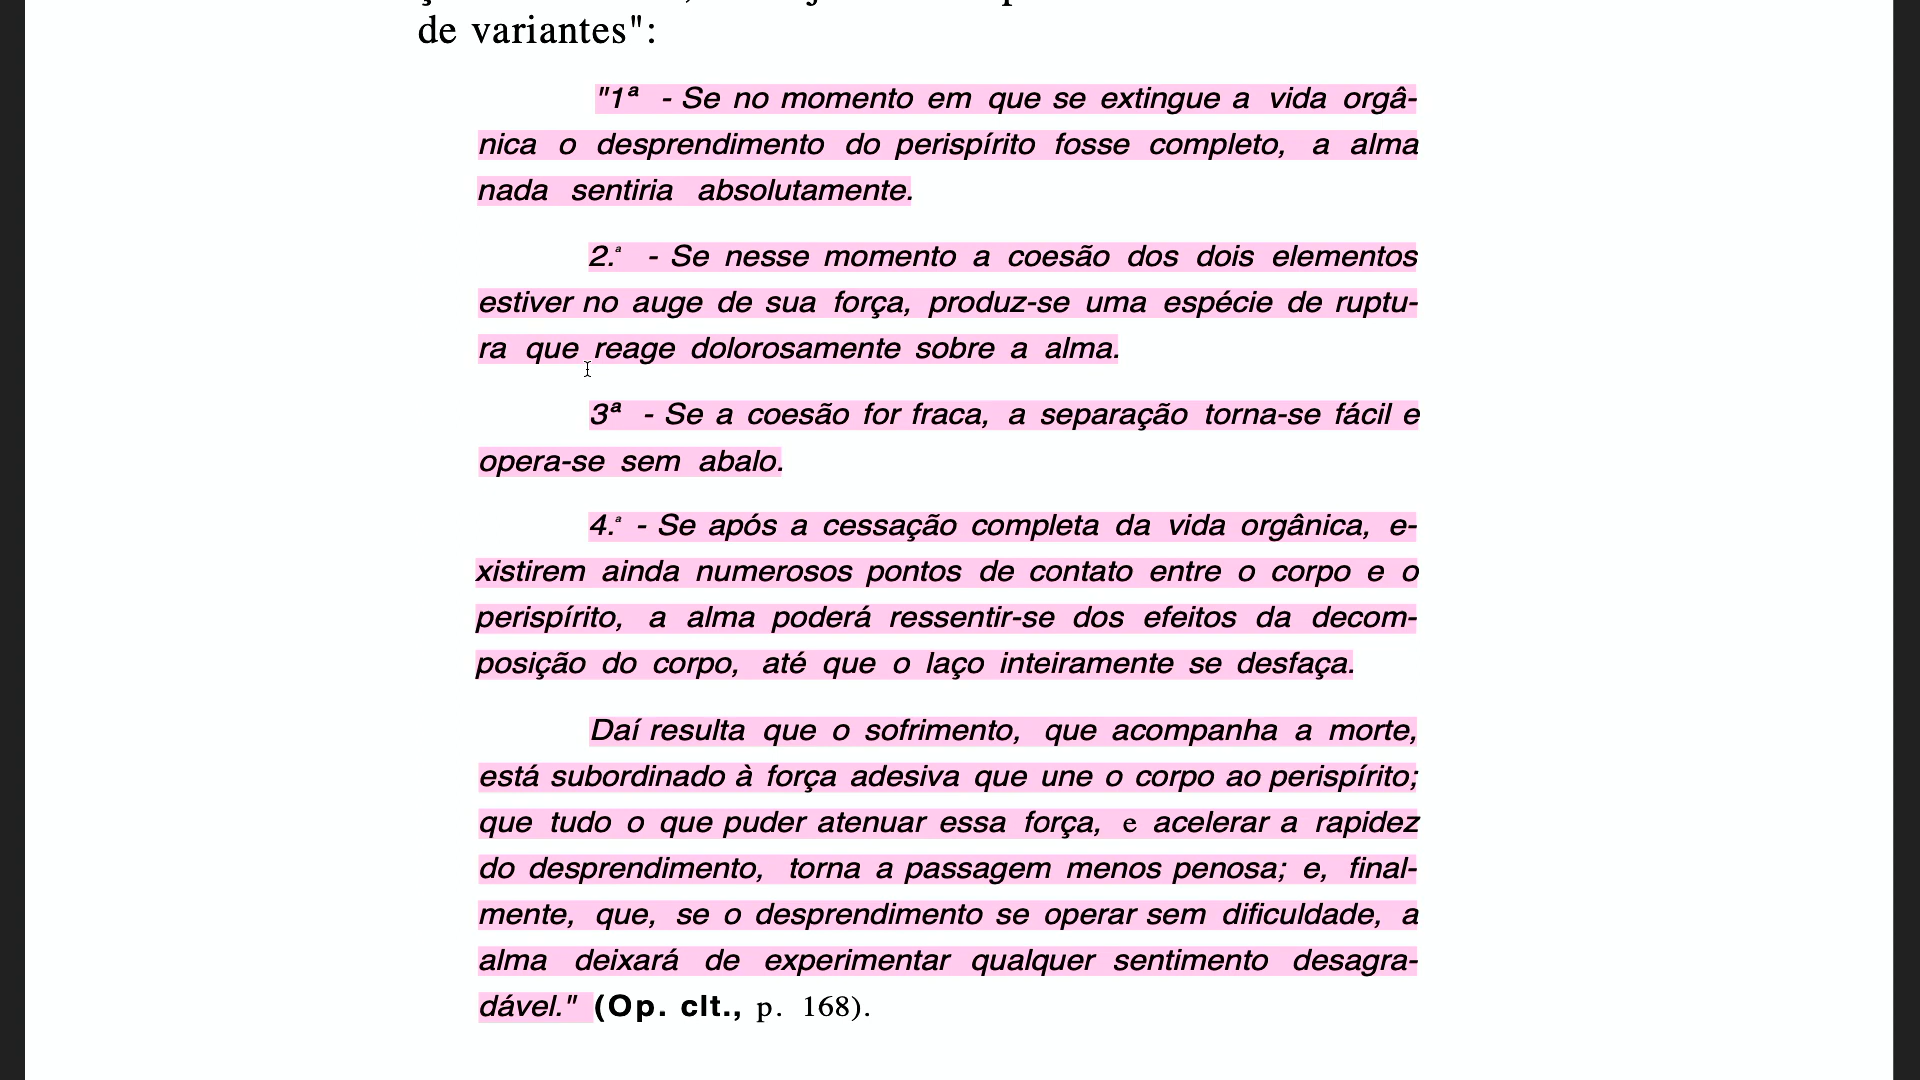 de variantes":
"1ª - Se no momento em que se extingue a vida orgâ-
nica o desprendimento do perispírito fosse completo, a alma
nada sentiria absolutamente.
2.ª - Se nesse momento a coesão dos dois elementos
estiver no auge de sua força, produz-se uma espécie de ruptu-
ra que reage dolorosamente sobre a alma.
3ª - Se a coesão for fraca, a separação torna-se fácil e
opera-se sem abalo.
4.ª - Se após a cessação completa da vida orgânica, e-
xistirem ainda numerosos pontos de contato entre o corpo e o
perispírito, a alma poderá ressentir-se dos efeitos da decom-
posição do corpo, até que o laço inteiramente se desfaça.
Daí resulta que o sofrimento, que acompanha a morte,
está subordinado à força adesiva que une o corpo ao perispírito;
que tudo o que puder atenuar essa força, e acelerar a rapidez
do desprendimento, torna a passagem menos penosa; e, final-
mente, que, se o desprendimento se operar sem dificuldade, a
alma deixará de experimentar qualquer sentimento desagra-
dável." (Op. clt., p. 168).